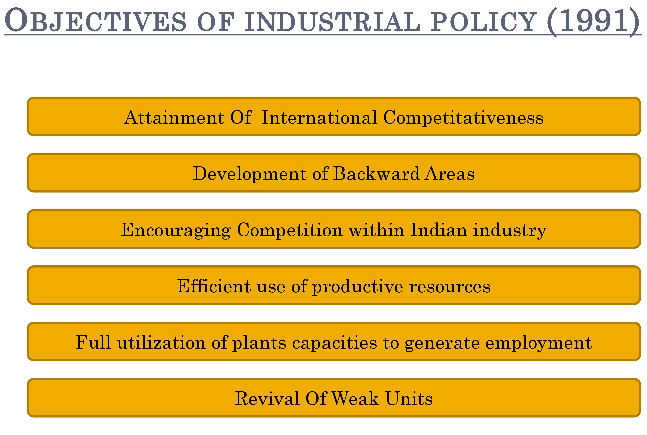 OBJECTIVES OF INDUSTRIAL POLICY (1991)
Attainment Of International Competitativeness
Development of Backward Areas
Encouraging Competition within Indian industry
Efficient use of productive resources
Full utilization of plants capacities to generate employment
Revival Of Weak Units